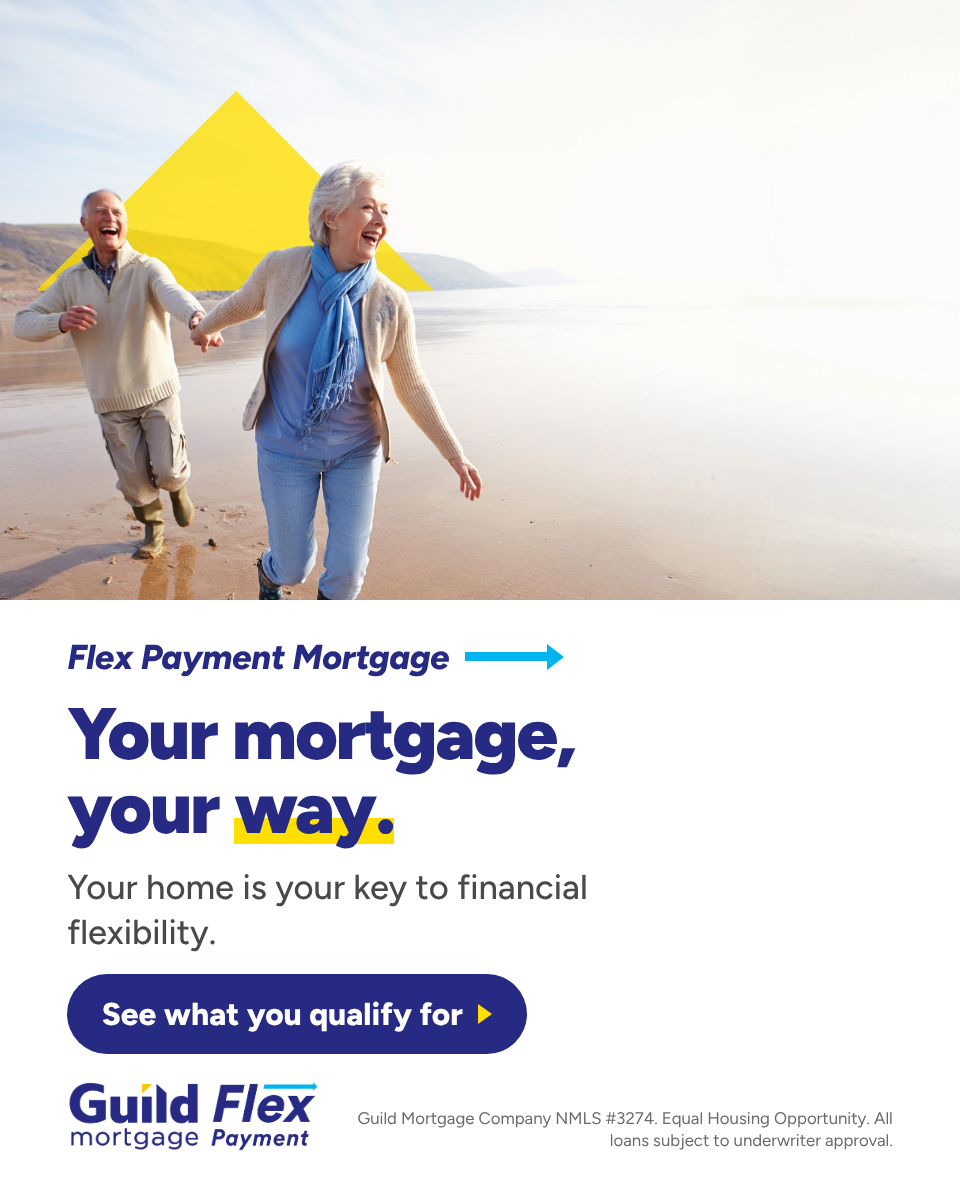 Flex Payment Mortgage
Your mortgage,
your way.
Your home is your key to financial
flexibility.
See what you qualify for
Guild Flex
mortgage Payment
Guild Mortgage Company NMLS #3274. Equal Housing Opportunity. All
loans subject to underwriter approval.